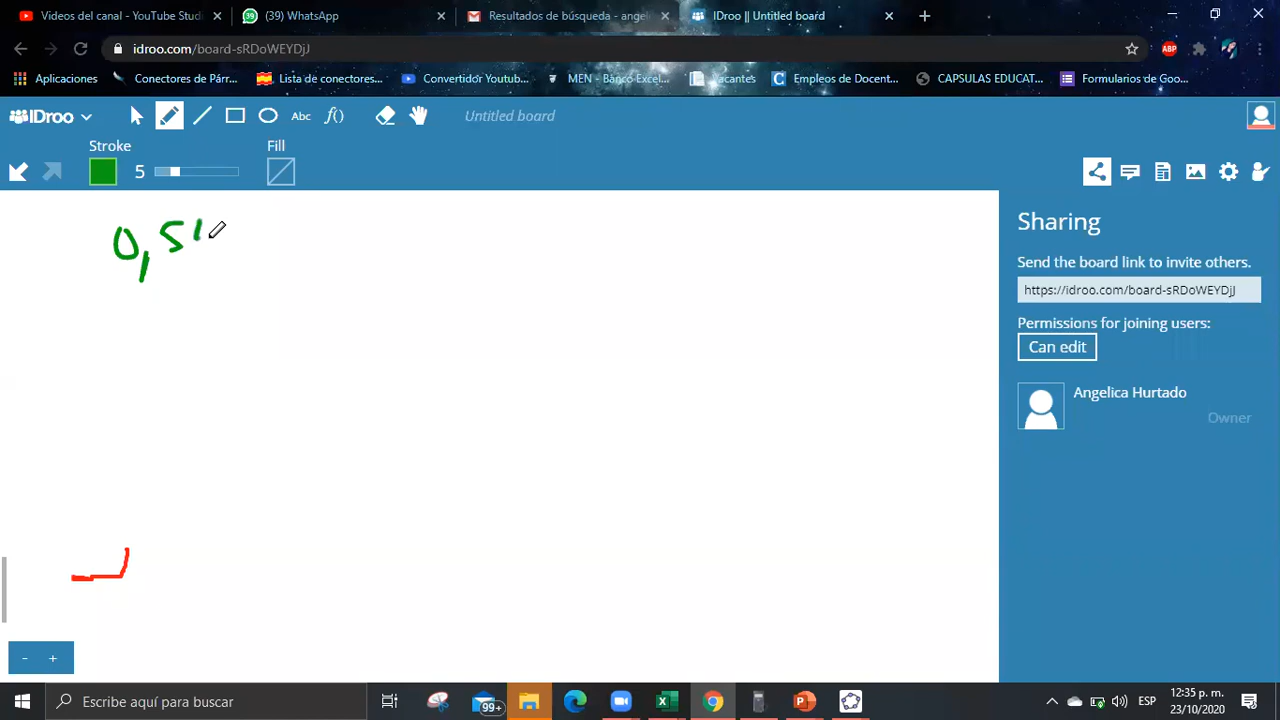 Videos del canal - YouTube Stud
(39) WhatsApp
Resultados de búsqueda - angel
IDroo || Untitled board
idroo.com/board-sRDoWEYDjJ
ABP
Aplicaciones
Conectores de Párr...
Lista de conectores...
Convertidor Youtub...
MEN - Banco Excel...
Vacantes
Empleos de Docent...
CAPSULAS EDUCAT...
Formularios de Goo...
IDroo
Abc
f()
Untitled board
Stroke
Fill
5
0,51
Sharing
Send the board link to invite others.
https://idroo.com/board-sRDoWEYDjJ
Permissions for joining users:
Can edit
Angelica Hurtado
Owner
- +
Escribe aquí para buscar
99+
ESP
12:35 p. m.
23/10/2020